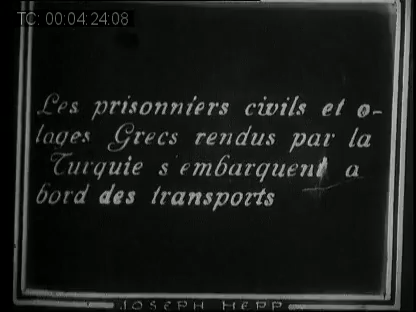 TC: 00:04:24:08
Les prisonniers civils et o-
tages Grecs rendus par la
Turquie s'embarquent a
bord des transports
JOSEPH HEPP